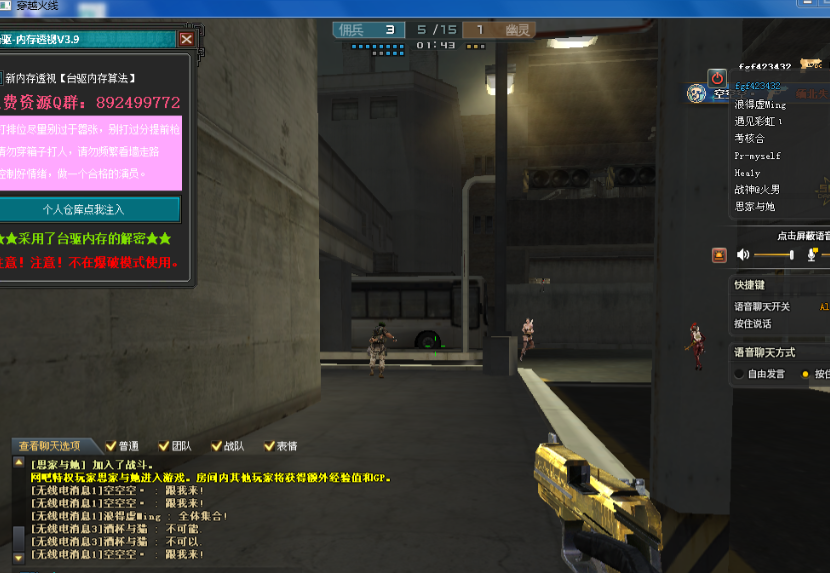 穿越火线
台驱-内存透视V3.9
新内存透视【台驱内存算法】
费资源Q群：892499772
打排位尽量别过于嚣张，别打过分提前枪
请勿穿箱子打人，请勿频繁看墙走路
控制好情绪，做一个合格的演员。
个人仓库点我注入
★★采用了台驱内存的解密★★
注意！注意！不在爆破模式使用。
佣兵 3 5 /15 1 幽灵
01:43
fgf423432
fgf423432
浪得虚Ming
遇见彩虹1
考核合
Pr-myself
Healy
战神@火男
思家与她
点击屏蔽语音
快捷键
语音聊天开关
按住说话
语音聊天方式
自由发言 按住
查看聊天选项 普通 团队 战队 表情
[思家与她] 加入了战斗。
网吧特权玩家思家与她进入游戏。房间内其他玩家将获得额外经验值和GP。
[无线电消息1]空空空 : 跟我来!
[无线电消息1]空空空 : 跟我来!
[无线电消息1]浪得虚Ming : 全体集合!
[无线电消息3]酒杯与猫 : 不可能
[无线电消息3]酒杯与猫 : 不可以.
[无线电消息1]空空空 : 跟我来!